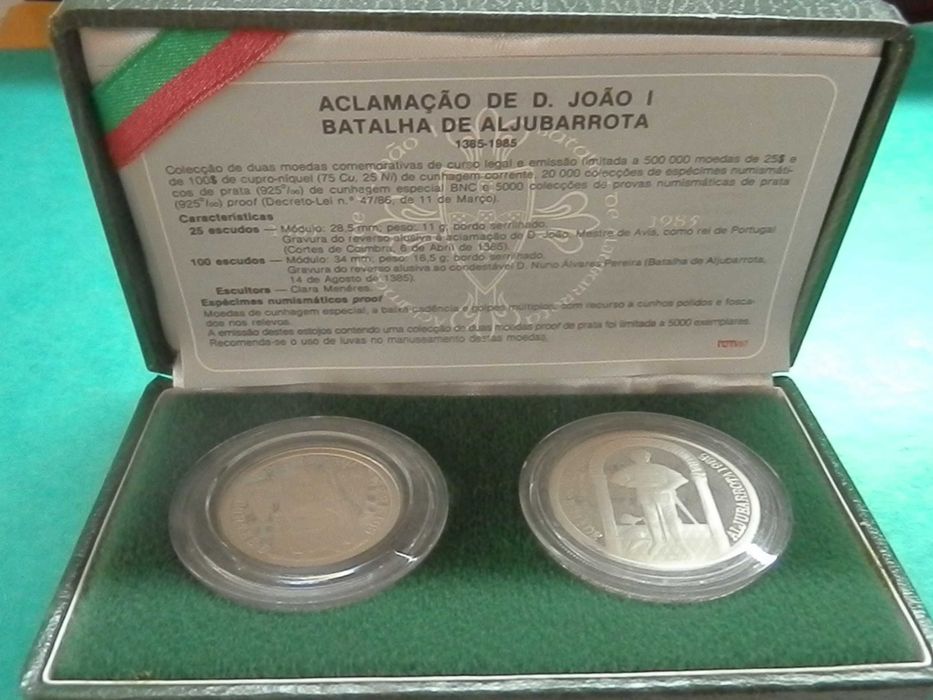 ACLAMAÇÃO DE D. JOÃO I
BATALHA DE ALJUBARROTA
1385-1985
Colecção de duas moedas comemorativas de curso legal e emissão limitada a 500 000 moedas de 25$ e
de 100$ de cupro-níquel (75 Cu, 25 Ni) de cunhagem corrente, 20 000 colecções de espécimes numismáti-
cos de prata (925°/oo) de cunhagem especial BNC e 5000 colecções de provas numismáticas de prata
(925°/oo) proof (Decreto-Lei n.° 47/86, de 11 de Março).
Características
1985
25 escudos — Módulo: 28,5 mm; peso: 11 g; bordo serrilhado.
Gravura do reverso alusiva à aclamação de D. João, Mestre de Avis, como rei de Portugal
(Cortes de Coimbra, 6 de Abril de 1385).
100 escudos — Módulo: 34 mm; peso: 16,5 g; bordo serrilhado.
Gravura do reverso alusiva ao condestável D. Nuno Álvares Pereira (Batalha de Aljubarrota,
14 de Agosto de 1385).
Escultora — Clara Menéres.
Espécimes numismáticos proof
Moedas de cunhagem especial, a baixa cadência e golpes múltiplos, com recurso a cunhos polidos e fosca-
dos nos relevos.
A emissão destes estojos contendo uma colecção de duas moedas proof de prata foi limitada a 5000 exemplares.
Recomenda-se o uso de luvas no manuseamento destas moedas.
ALJUBARROTA 1385